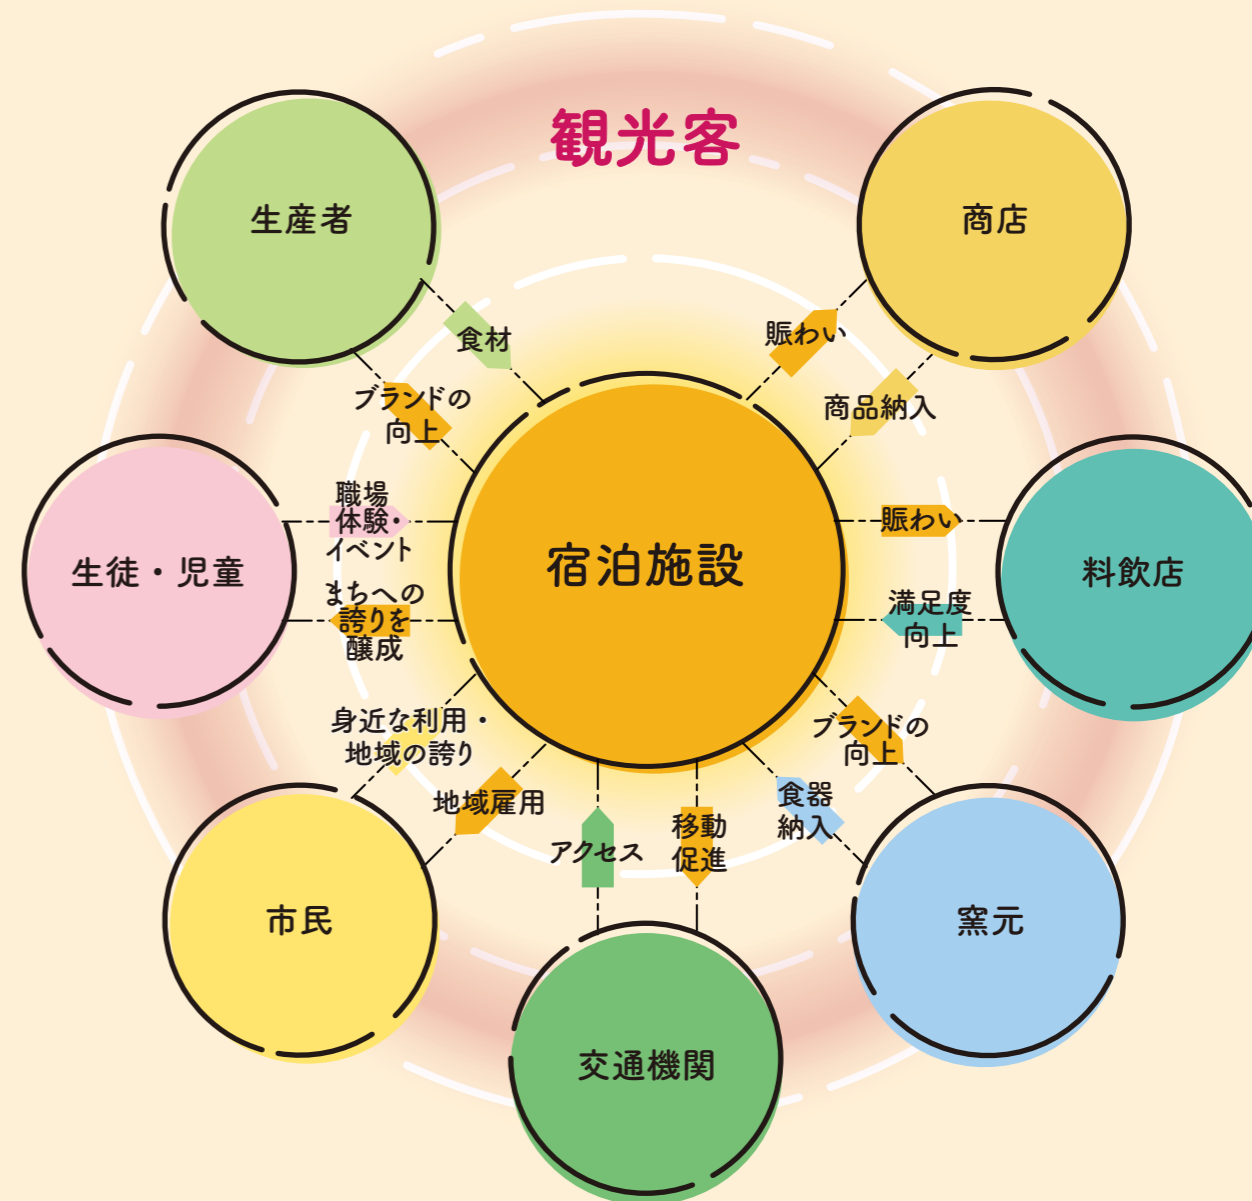 観光客
生産者
商店
食材
賑わい
ブランドの
向上
商品納入
職場
体験・
イベント
賑わい
生徒・児童
宿泊施設
料飲店
まちへの
誇りを
醸成
満足度
向上
身近な利用・
地域の誇り
ブランドの
向上
地域雇用
食器
納入
アクセス
移動
促進
市民
窯元
交通機関